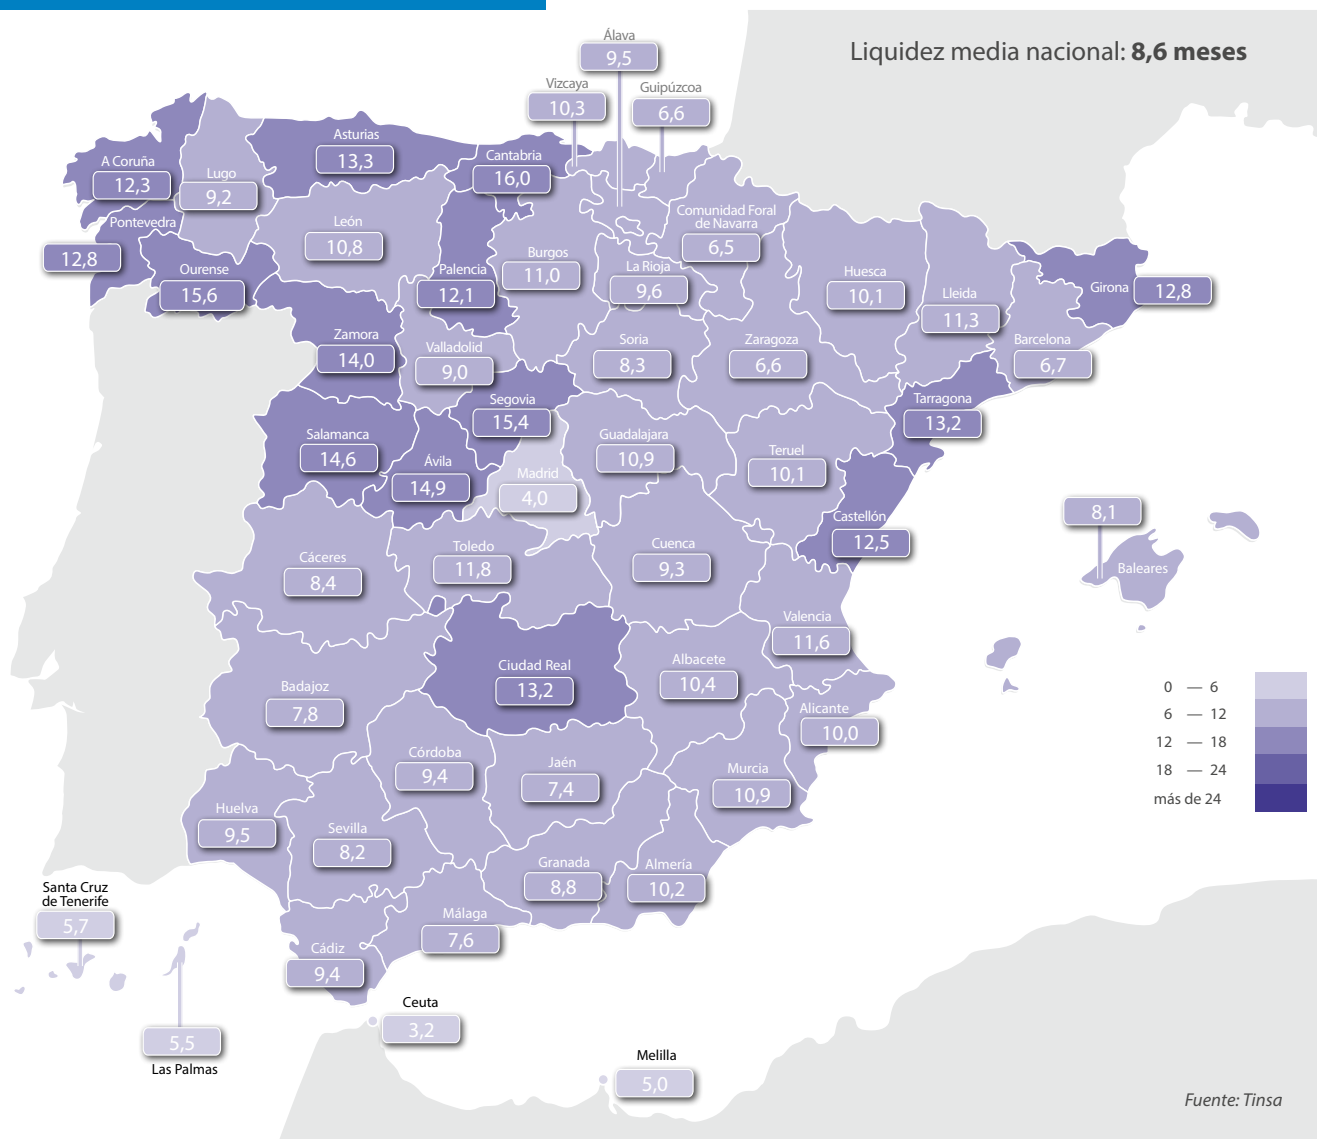 Liquidez media nacional: 8,6 meses
Álava
9,5
Vizcaya
10,3
Guipúzcoa
6,6
Asturias
13,3
Cantabria
16,0
A Coruña
12,3
Lugo
9,2
Pontevedra
12,8
Ourense
15,6
León
10,8
Palencia
12,1
Burgos
11,0
Comunidad Foral
de Navarra
6,5
La Rioja
9,6
Huesca
10,1
Lleida
11,3
Girona
12,8
Barcelona
6,7
Zamora
14,0
Valladolid
9,0
Soria
8,3
Zaragoza
6,6
Segovia
15,4
Tarragona
13,2
Salamanca
14,6
Ávila
14,9
Madrid
4,0
Guadalajara
10,9
Teruel
10,1
Castellón
12,5
8,1
Baleares
Cáceres
8,4
Toledo
11,8
Cuenca
9,3
Valencia
11,6
Badajoz
7,8
Ciudad Real
13,2
Albacete
10,4
Alicante
10,0
Córdoba
9,4
Jaén
7,4
Murcia
10,9
Huelva
9,5
Sevilla
8,2
Granada
8,8
Almería
10,2
Málaga
7,6
Cádiz
9,4
Santa Cruz
de Tenerife
5,7
5,5
Las Palmas
Ceuta
3,2
Melilla
5,0
0 — 6
6 — 12
12 — 18
18 — 24
más de 24
Fuente: Tinsa